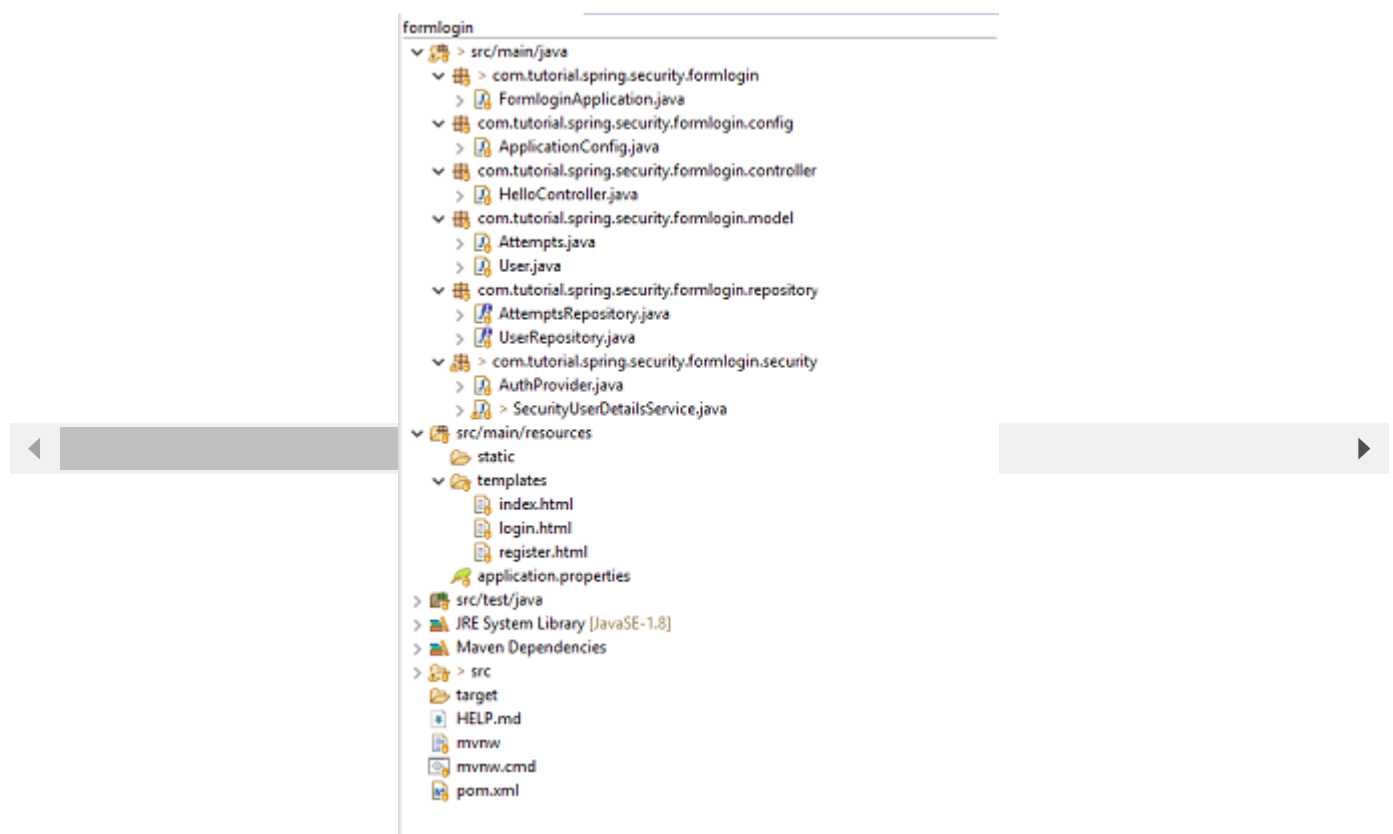 formlogin
> src/main/java
> com.tutorial.spring.security.formlogin
FormloginApplication.java
com.tutorial.spring.security.formlogin.config
ApplicationConfig.java
com.tutorial.spring.security.formlogin.controller
HelloController.java
com.tutorial.spring.security.formlogin.model
Attempts.java
User.java
com.tutorial.spring.security.formlogin.repository
AttemptsRepository.java
UserRepository.java
> com.tutorial.spring.security.formlogin.security
AuthProvider.java
> SecurityUserDetailsService.java
src/main/resources
static
templates
index.html
login.html
register.html
application.properties
src/test/java
JRE System Library [JavaSE-1.8]
Maven Dependencies
> src
target
HELP.md
mvnw
mvnw.cmd
pom.xml